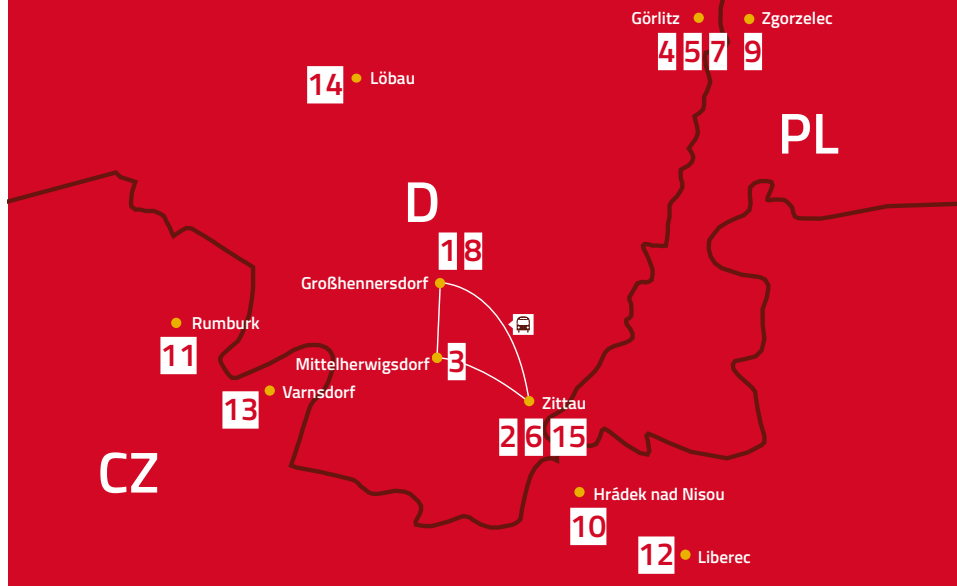 Görlitz
Zgorzelec
4 5 7
9
14
Löbau
PL
D
1 8
Großhennersdorf
Rumburk
11
Mittelherwigsdorf
3
Varnsdorf
13
Zittau
2 6 15
CZ
Hrádek nad Nisou
10
12
Liberec